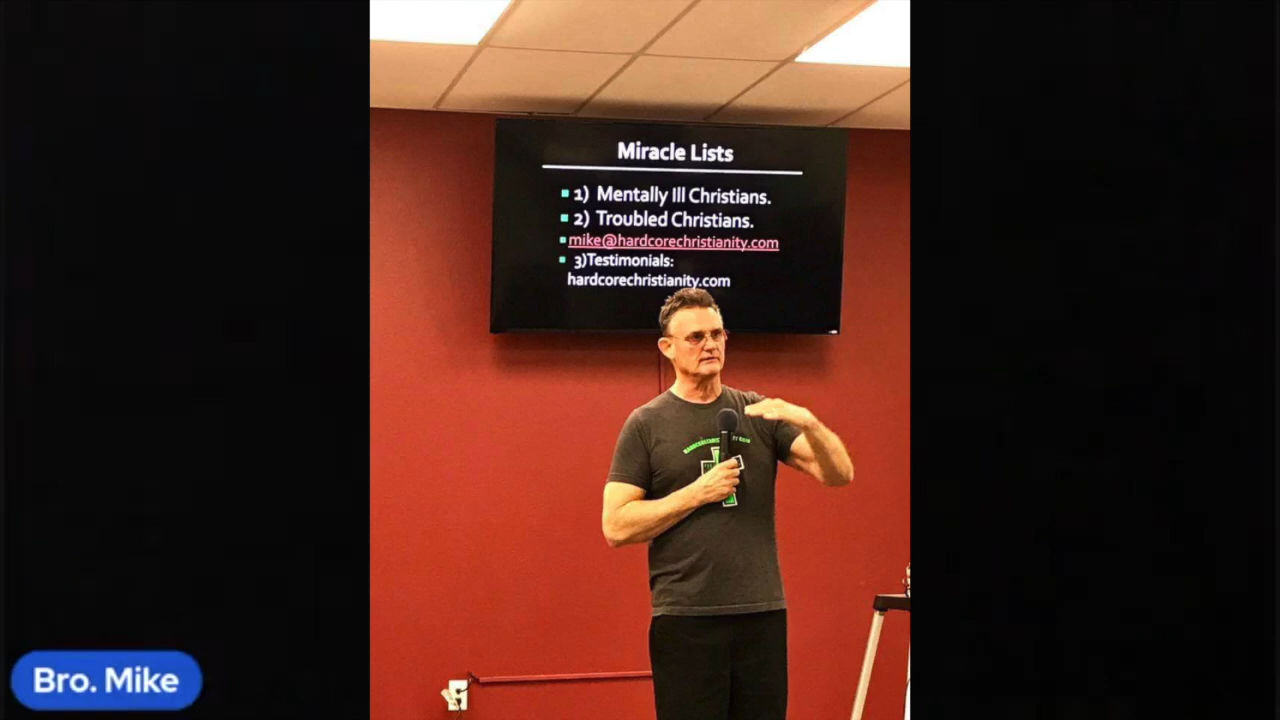 Miracle Lists
1) Mentally Ill Christians.
2) Troubled Christians.
mike@hardcorechristianity.com
3)Testimonials:
hardcorechristianity.com
Bro. Mike